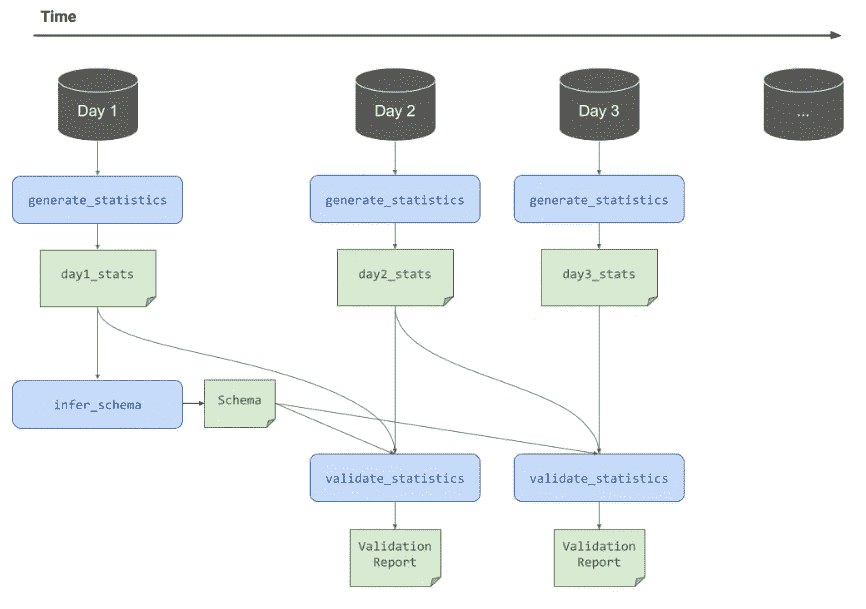 Time
Day 1
Day 2
Day 3
...
generate_statistics
generate_statistics
generate_statistics
day1_stats
day2_stats
day3_stats
infer_schema
Schema
validate_statistics
validate_statistics
Validation
Report
Validation
Report